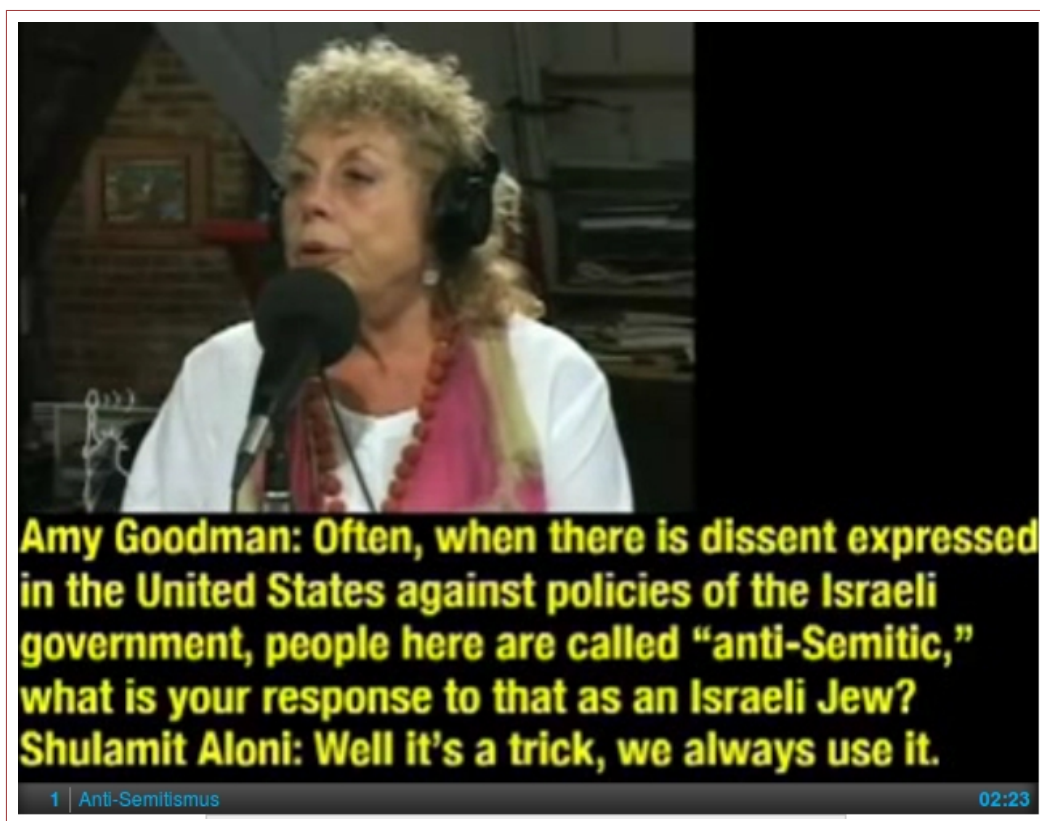 Amy Goodman: Often, when there is dissent expressed
in the United States against policies of the Israeli
government, people here are called “anti-Semitic,”
what is your response to that as an Israeli Jew?
Shulamit Aloni: Well it’s a trick, we always use it.
1 Anti-Semitismus 02:23